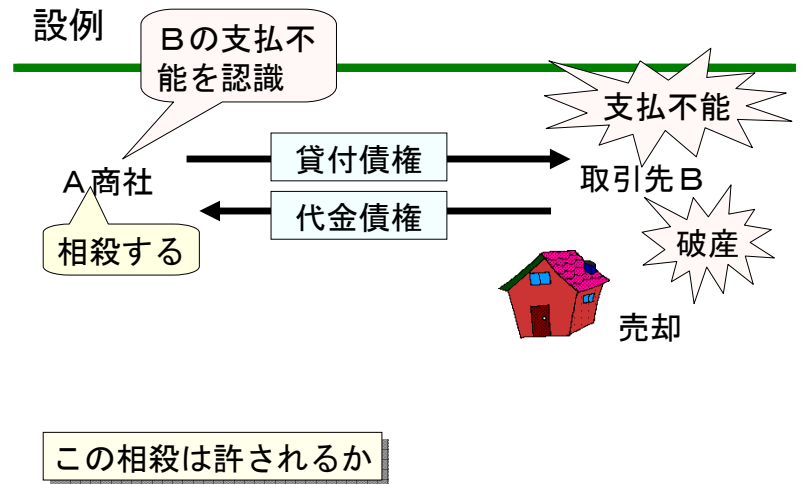 設例
Ｂの支払不
能を認識
支払不能
貸付債権
Ａ商社
取引先Ｂ
代金債権
相殺する
破産
売却
この相殺は許されるか